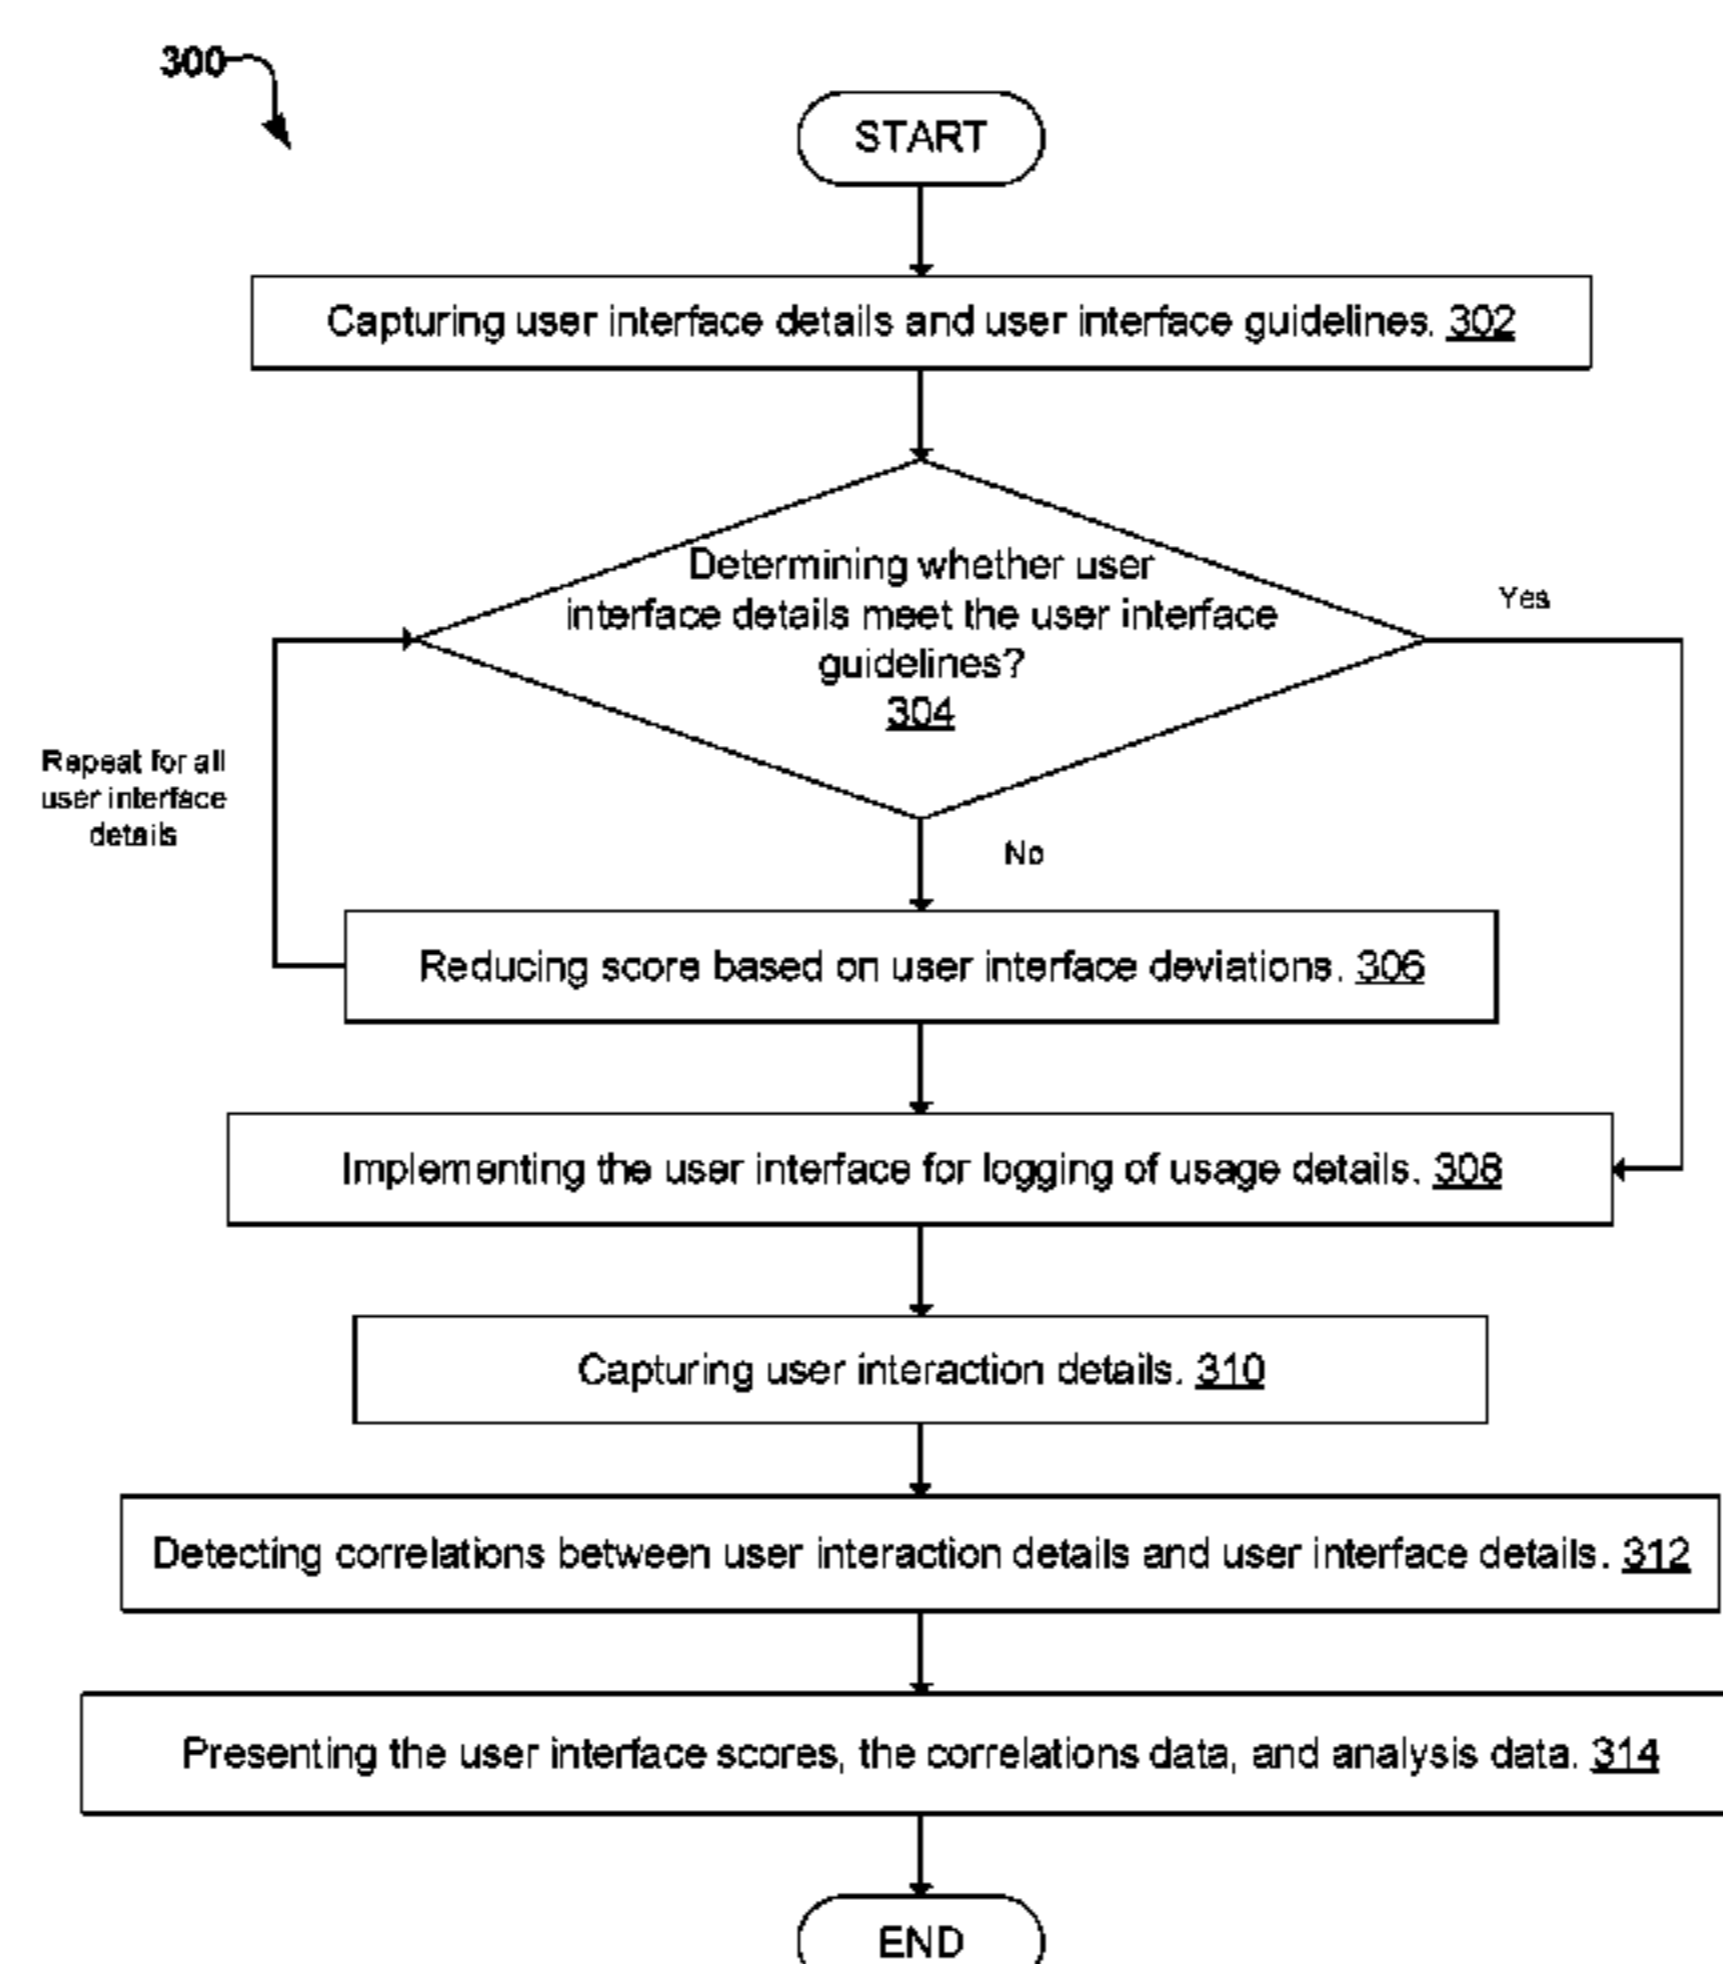 300
START
Capturing user interface details and user interface guidelines. 302
Determining whether user
interface details meet the user interface
guidelines?
304
Yes
Repeat for all
user interface
details
No
Reducing score based on user interface deviations. 306
Implementing the user interface for logging of usage details. 308
Capturing user interaction details. 310
Detecting correlations between user interaction details and user interface details. 312
Presenting the user interface scores, the correlations data, and analysis data. 314
END